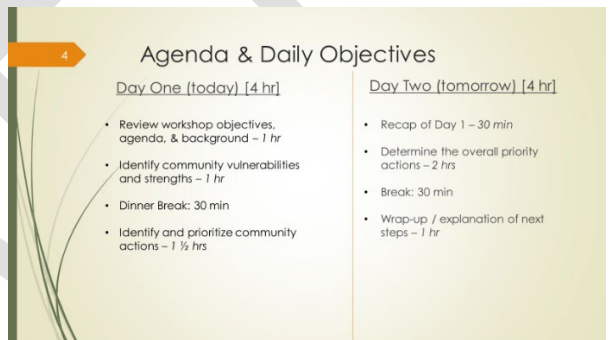 4
Agenda & Daily Objectives
Day One (today) [4 hr]
• Review workshop objectives,
agenda, & background – 1 hr
• Identify community vulnerabilities
and strengths – 1 hr
• Dinner Break: 30 min
• Identify and prioritize community
actions – 1 ½ hrs
Day Two (tomorrow) [4 hr]
• Recap of Day 1 – 30 min
• Determine the overall priority
actions – 2 hrs
• Break: 30 min
• Wrap-up / explanation of next
steps – 1 hr